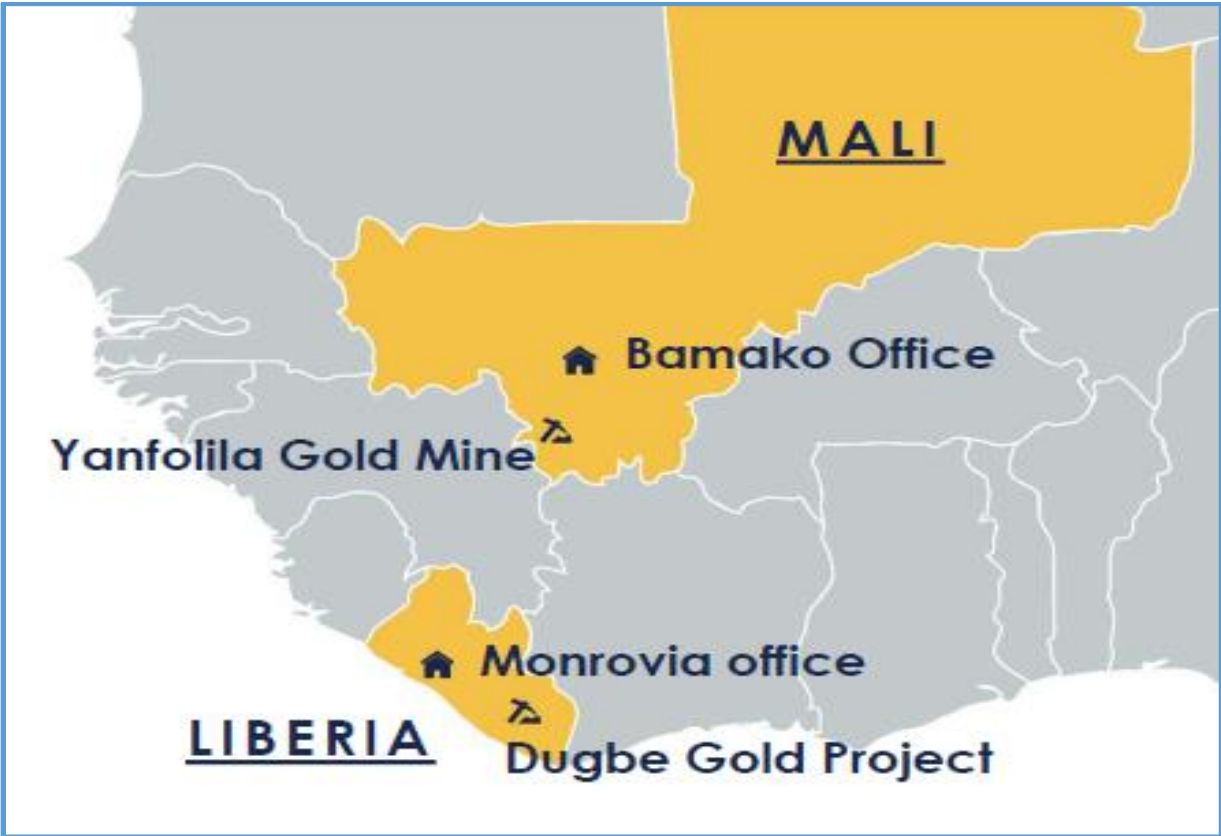 MALI
Bamako Office
Yanfolila Gold Mine
Monrovia office
LIBERIA
Dugbe Gold Project